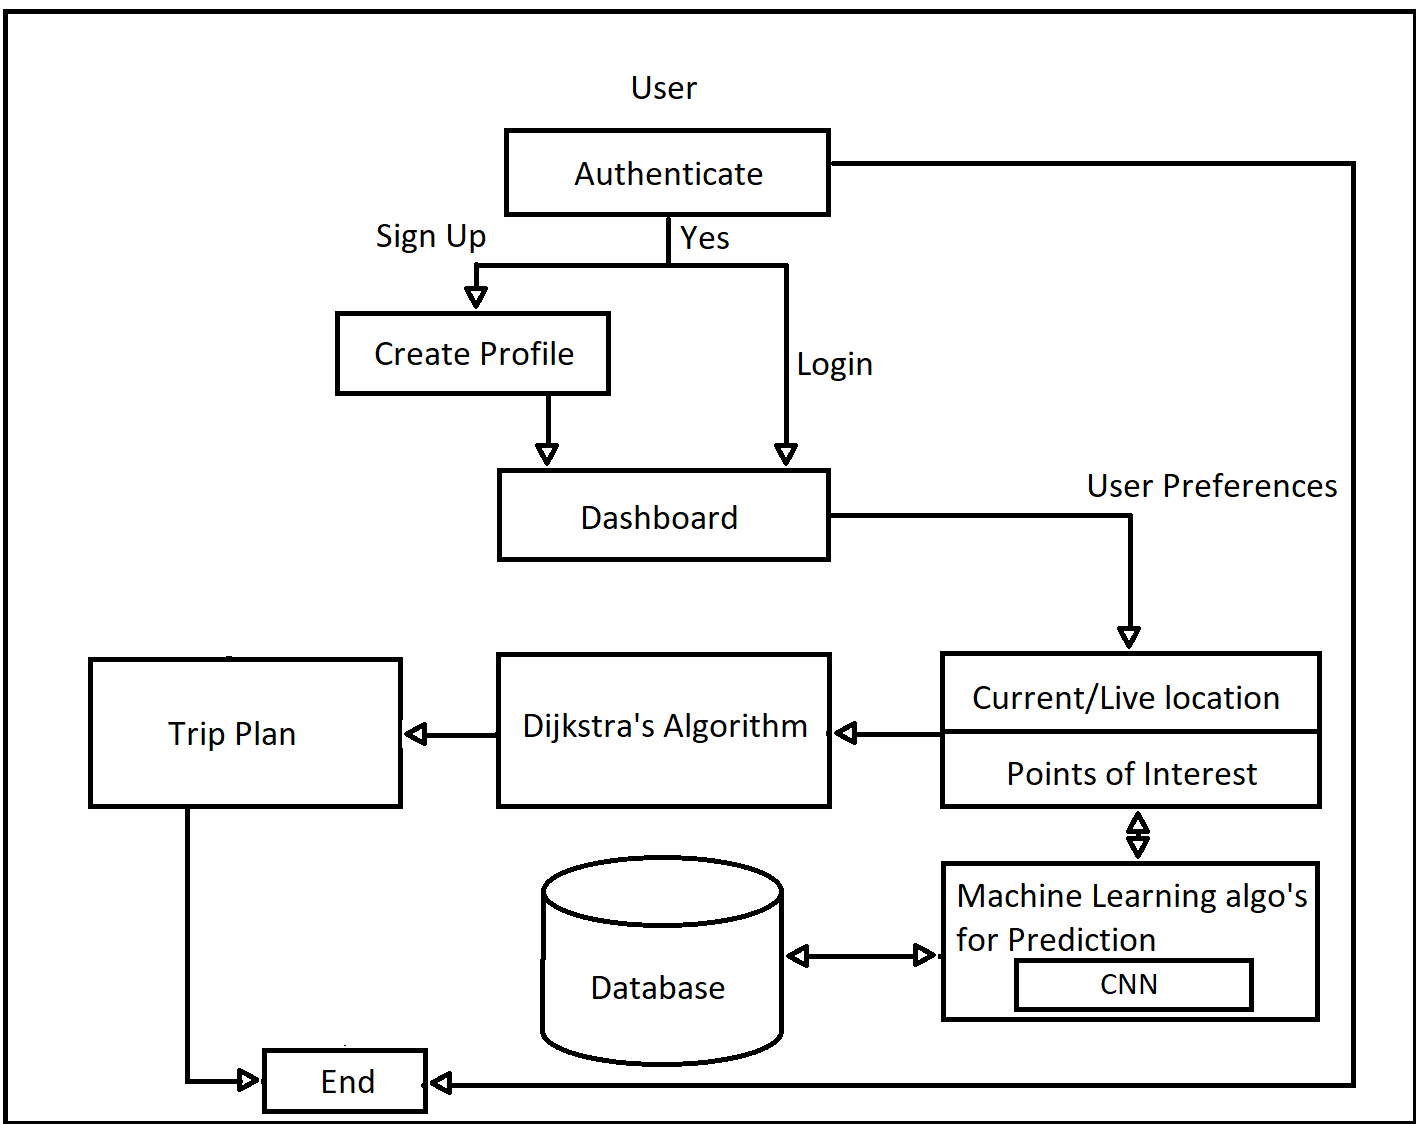 User
Authenticate
Sign Up
Yes
Create Profile
Login
Dashboard
User Preferences
Trip Plan
Dijkstra's Algorithm
Current/Live location
Points of Interest
Machine Learning algo's
for Prediction
CNN
Database
End